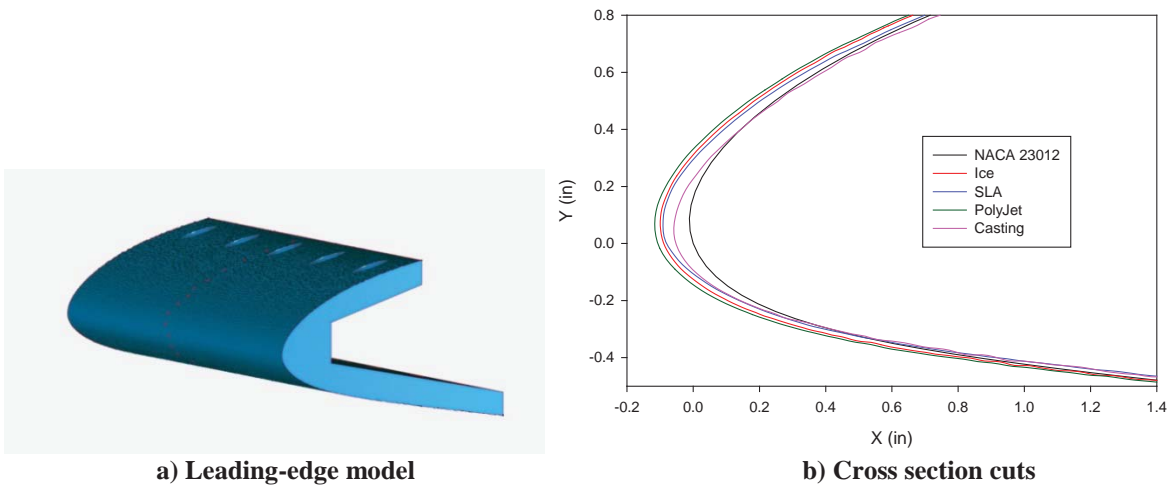 0.8
0.6
0.4
0.2
0.0
-0.2
-0.4
Y (in)
NACA 23012
Ice
SLA
PolyJet
Casting
-0.2 0.0 0.2 0.4 0.6 0.8 1.0 1.2 1.4
X (in)
a) Leading-edge model
b) Cross section cuts